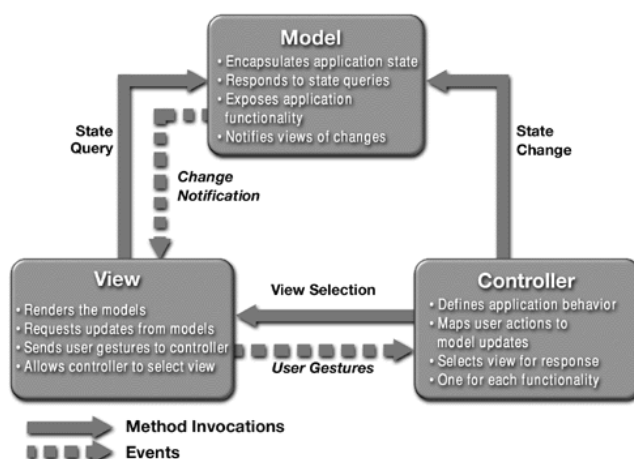 Model
• Encapsulates application state
• Responds to state queries
• Exposes application
functionality
• Notifies views of changes
State
Query
State
Change
Change
Notification
View
• Renders the models
• Requests updates from models
• Sends user gestures to controller
• Allows controller to select view
View Selection
User Gestures
Controller
• Defines application behavior
• Maps user actions to
model updates
• Selects view for response
• One for each functionality
Method Invocations
Events